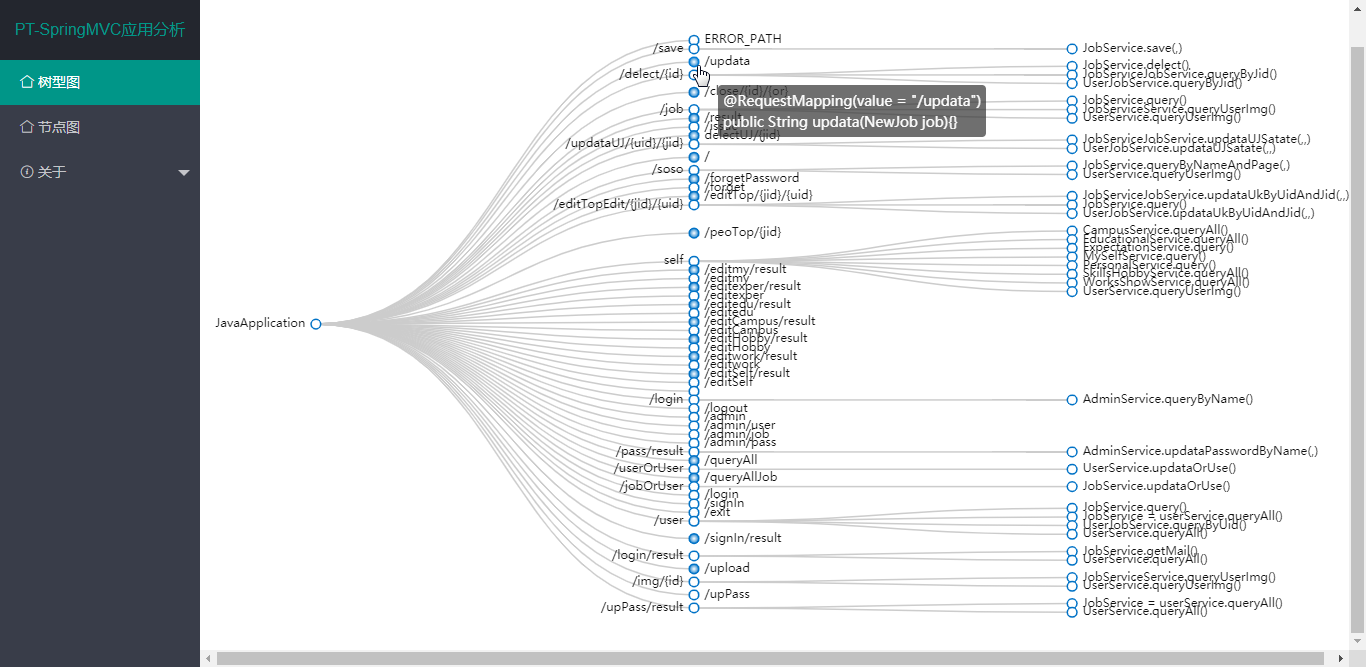 PT-SpringMVC应用分析
树型图
节点图
关于
JavaApplication
ERROR_PATH
/save
/updata
/delect/{id}
@RequestMapping(value = "/updata")
public String updata(NewJob job){}
/close/{id}/{or}
/job
/result
delectUJ/{jid}
/updataUJ/{uid}/{jid}
/
/soso
/forgetPassword
/forget
/editTop/{jid}/{uid}
/editTopEdit/{jid}/{uid}
/peoTop/{jid}
self
/editmy/result
/editmy
/editexper/result
/editexper
/editedu/result
/editedu
/editCampus/result
/editCampus
/editHobby/result
/editHobby
/editwork/result
/editwork
/editSelf/result
/editSelf
/login
/logout
/admin
/admin/user
/admin/job
/admin/pass
/pass/result
/queryAll
/userOrUser
/queryAllJob
/jobOrUser
/login
/signIn
/exit
/user
/signIn/result
/login/result
/upload
/img/{id}
/upPass
/upPass/result
JobService.save(,)
JobService.delect()
JobServiceJobService.queryByJid()
UserJobService.queryByJid()
JobService.query()
JobServiceService.queryUserImg()
UserService.queryUserImg()
JobServiceJobService.updataUJSatate(,,)
UserJobService.updataUJSatate(,,)
JobService.queryByNameAndPage(,)
UserService.queryUserImg()
JobServiceJobService.updataUkByUidAndJid(,,)
JobService.query()
UserJobService.updataUkByUidAndJid(,,)
CampusService.queryAll()
EducationalService.queryAll()
ExpectationService.query()
MySelfService.query()
PersonalService.query()
SkillsHobbyService.queryAll()
WorksShowService.queryAll()
UserService.queryUserImg()
AdminService.queryByName()
AdminService.updataPasswordByName(,)
UserService.updataOrUse()
JobService.updataOrUse()
JobService.query()
JobService = userService.queryAll()
UserJobService.queryByUid()
UserService.queryAll()
JobService.getMail()
UserService.queryAll()
JobServiceService.queryUserImg()
UserService.queryUserImg()
JobService = userService.queryAll()
UserService.queryAll()